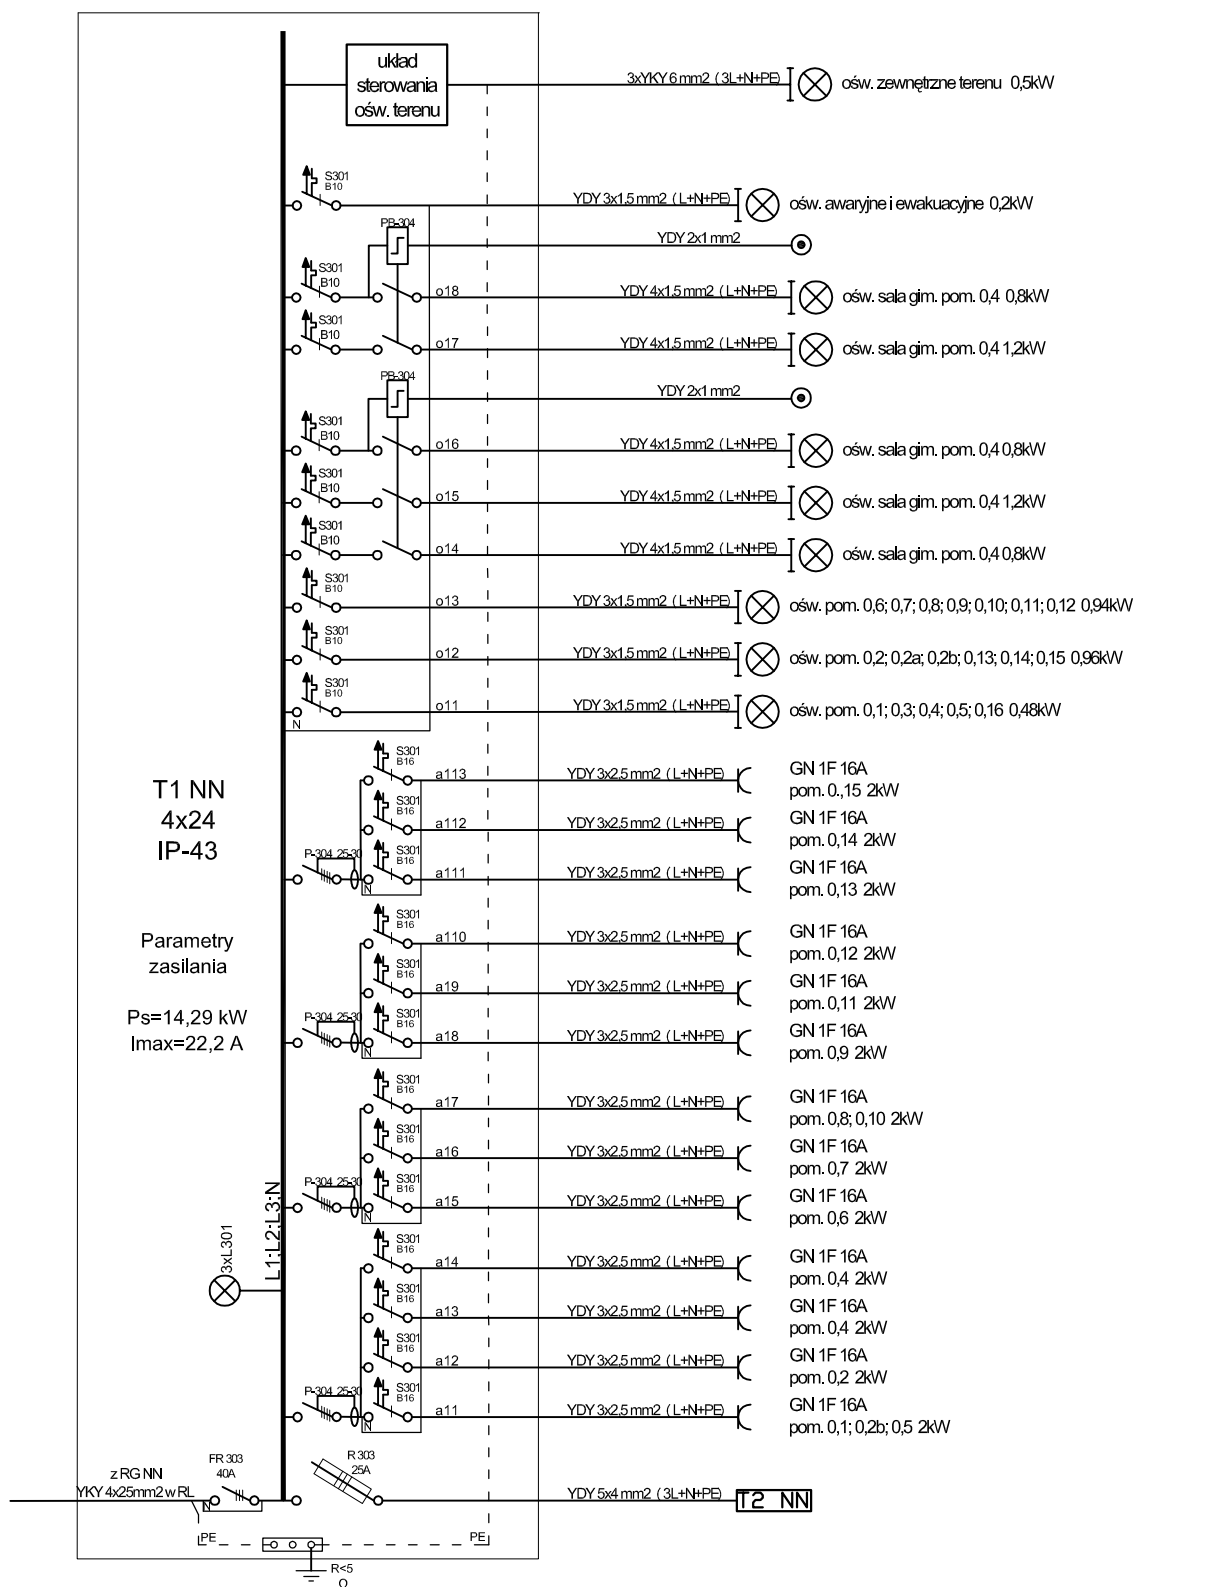 układ
sterowania
ośw. terenu
3xYKY 6 mm2 (3L+N+PE)
ośw. zewnętrzne terenu 0,5kW
S301
B10
YDY 3x1.5 mm2 (L+N+PE)
ośw. awaryjne i ewakuacyjne 0,2kW
PB-304
YDY 2x1 mm2
S301
B10
o18
YDY 4x1.5 mm2 (L+N+PE)
ośw. sala gim. pom. 0,4 0,8kW
S301
B10
o17
YDY 4x1.5 mm2 (L+N+PE)
ośw. sala gim. pom. 0,4 1,2kW
PB-304
YDY 2x1 mm2
S301
B10
o16
YDY 4x1.5 mm2 (L+N+PE)
ośw. sala gim. pom. 0,4 0,8kW
S301
B10
o15
YDY 4x1.5 mm2 (L+N+PE)
ośw. sala gim. pom. 0,4 1,2kW
S301
B10
o14
YDY 4x1.5 mm2 (L+N+PE)
ośw. sala gim. pom. 0,4 0,8kW
S301
B10
o13
YDY 3x1.5 mm2 (L+N+PE)
ośw. pom. 0,6; 0,7; 0,8; 0,9; 0,10; 0,11; 0,12 0,94kW
S301
B10
o12
YDY 3x1.5 mm2 (L+N+PE)
ośw. pom. 0,2; 0,2a; 0,2b; 0,13; 0,14; 0,15 0,96kW
S301
B10
N
o11
YDY 3x1.5 mm2 (L+N+PE)
ośw. pom. 0,1; 0,3; 0,4; 0,5; 0,16 0,48kW
T1 NN
4x24
IP-43
Parametry
zasilania
Ps=14,29 kW
Imax=22,2 A
S301
B16
a113
YDY 3x2,5 mm2 (L+N+PE)
GN 1F 16A
pom. 0.,15 2kW
S301
B16
a112
YDY 3x2,5 mm2 (L+N+PE)
GN 1F 16A
pom. 0,14 2kW
P-304 25-30
S301
B16
N
a111
YDY 3x2,5 mm2 (L+N+PE)
GN 1F 16A
pom. 0,13 2kW
S301
B16
a110
YDY 3x2,5 mm2 (L+N+PE)
GN 1F 16A
pom. 0,12 2kW
S301
B16
a19
YDY 3x2,5 mm2 (L+N+PE)
GN 1F 16A
pom. 0,11 2kW
P-304 25-30
S301
B16
N
a18
YDY 3x2,5 mm2 (L+N+PE)
GN 1F 16A
pom. 0,9 2kW
S301
B16
a17
YDY 3x2,5 mm2 (L+N+PE)
GN 1F 16A
pom. 0,8; 0,10 2kW
S301
B16
a16
YDY 3x2,5 mm2 (L+N+PE)
GN 1F 16A
pom. 0,7 2kW
P-304 25-30
S301
B16
N
a15
YDY 3x2,5 mm2 (L+N+PE)
GN 1F 16A
pom. 0,6 2kW
L1;L2;L3;N
3xL301
S301
B16
a14
YDY 3x2,5 mm2 (L+N+PE)
GN 1F 16A
pom. 0,4 2kW
S301
B16
a13
YDY 3x2,5 mm2 (L+N+PE)
GN 1F 16A
pom. 0,4 2kW
S301
B16
a12
YDY 3x2,5 mm2 (L+N+PE)
GN 1F 16A
pom. 0,2 2kW
P-304 25-30
S301
B16
N
a11
YDY 3x2,5 mm2 (L+N+PE)
GN 1F 16A
pom. 0,1; 0,2b; 0,5 2kW
z RG NN
YKY 4x25mm2 w RL
FR 303
40A
N
R 303
25A
YDY 5x4 mm2 (3L+N+PE)
T2 NN
PE
PE
R<5
O